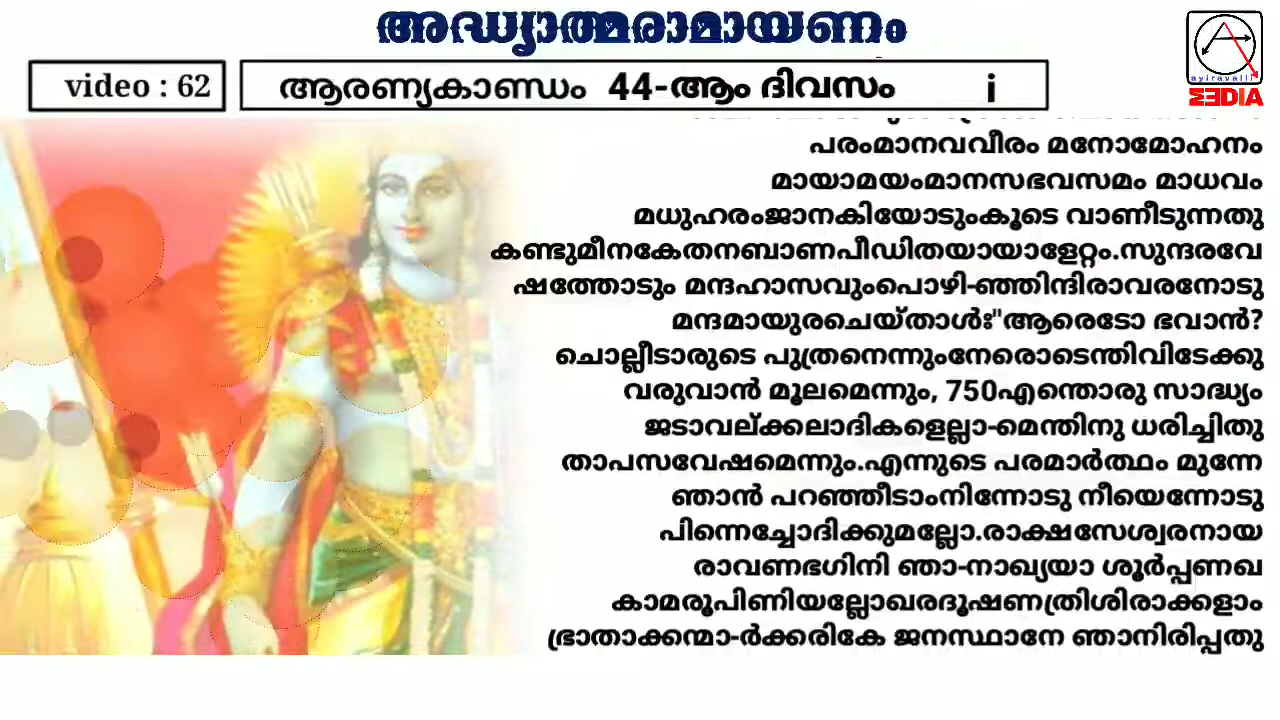 അദ്ധ്യാത്മരാമായണം
video : 62
ആരണ്യകാണ്ഡം 44-ആം ദിവസം i
ayiravalli
MEDIA
പരംമാനവവീരം മനോമോഹനം
മായാമയംമാനസഭവസമം മാധവം
മധുഹരംജാനകിയോടുംകൂടെ വാണീടുന്നതു
കണ്ടുമീനകേതനബാണപീഡിതയായാളേറ്റം.സുന്ദരവേ
ഷത്തോടും മന്ദഹാസവുംപൊഴി-ഞ്ഞിന്ദിരാവരനോടു
മന്ദമായുരചെയ്താൾഃ"ആരെടോ ഭവാൻ?
ചൊല്ലീടാരുടെ പുത്രനെന്നുംനേരൊടെന്തിവിടേക്കു
വരുവാൻ മൂലമെന്നും, 750എന്തൊരു സാദ്ധ്യം
ജടാവല്ക്കലാദികളെല്ലാ-മെന്തിനു ധരിച്ചിതു
താപസവേഷമെന്നും.എന്നുടെ പരമാർത്ഥം മുന്നേ
ഞാൻ പറഞ്ഞീടാംനിന്നോടു നീയെന്നോടു
പിന്നെച്ചോദിക്കുമല്ലോ.രാക്ഷസേശ്വരനായ
രാവണഭഗിനി ഞാ-നാഖ്യയാ ശൂർപ്പണഖ
കാമരൂപിണിയല്ലോഖരദൂഷണത്രിശിരാക്കളാം
ഭ്രാതാക്കന്മാ-ർക്കരികേ ജനസ്ഥാനേ ഞാനിരിപ്പതു